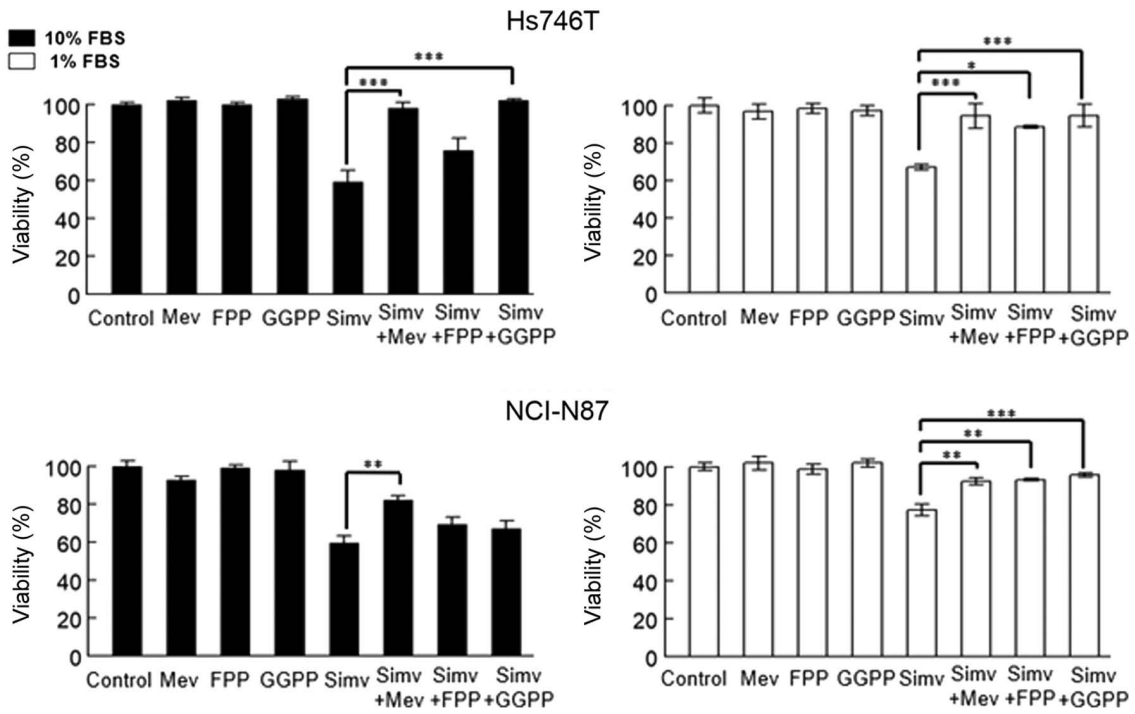 Hs746T
10% FBS
1% FBS
***
***
Viability (%)
100
80
60
40
20
0
Control Mev FPP GGPP Simv Simv +Mev Simv +FPP Simv +GGPP
***
*
***
Viability (%)
100
80
60
40
20
0
Control Mev FPP GGPP Simv Simv +Mev Simv +FPP Simv +GGPP
NCI-N87
**
Viability (%)
100
80
60
40
20
0
Control Mev FPP GGPP Simv Simv +Mev Simv +FPP Simv +GGPP
***
**
**
Viability (%)
100
80
60
40
20
0
Control Mev FPP GGPP Simv Simv +Mev Simv +FPP Simv +GGPP